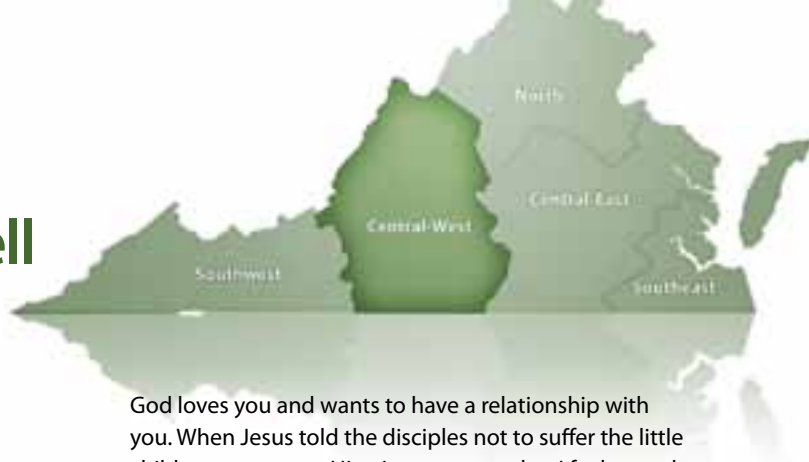 North
Central-East
ell
Central-West
Southwest
Southeast
God loves you and wants to have a relationship with
you. When Jesus told the disciples not to suffer the little